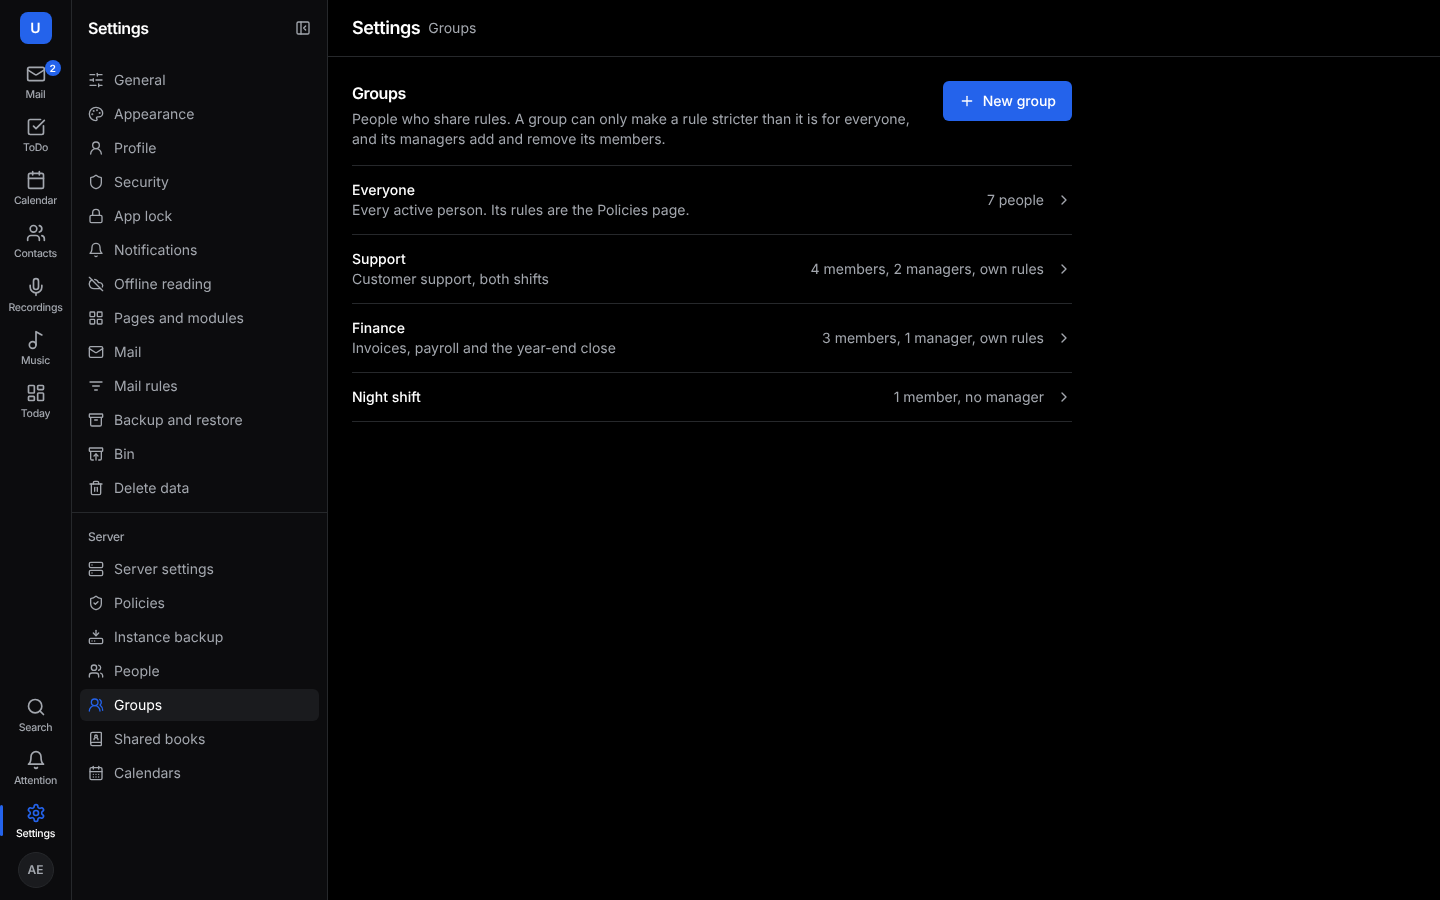 U
Settings
Settings Groups
2
Mail
ToDo
Calendar
Contacts
Recordings
Music
Today
Search
Attention
Settings
AE
General
Appearance
Profile
Security
App lock
Notifications
Offline reading
Pages and modules
Mail
Mail rules
Backup and restore
Bin
Delete data
Server
Server settings
Policies
Instance backup
People
Groups
Shared books
Calendars
Groups
People who share rules. A group can only make a rule stricter than it is for everyone,
and its managers add and remove its members.
New group
Everyone
Every active person. Its rules are the Policies page.
7 people
Support
Customer support, both shifts
4 members, 2 managers, own rules
Finance
Invoices, payroll and the year-end close
3 members, 1 manager, own rules
Night shift
1 member, no manager